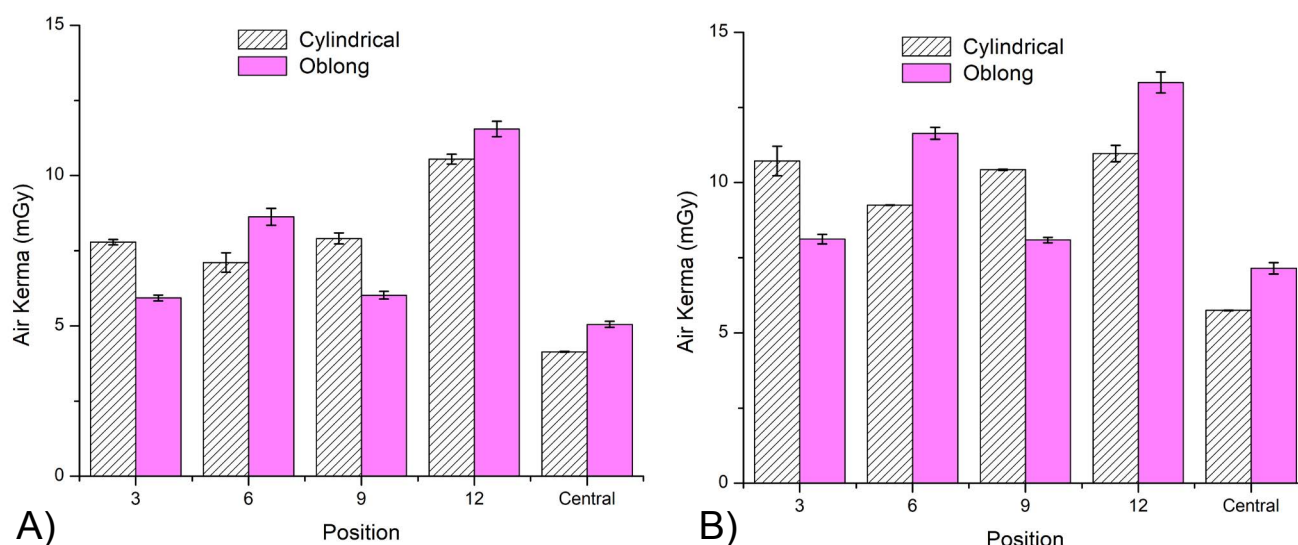 A)
15
10
5
0
Air Kerma (mGy)
Cylindrical
Oblong
3 6 9 12 Central
Position
B)
15
10
5
0
Air Kerma (mGy)
Cylindrical
Oblong
3 6 9 12 Central
Position